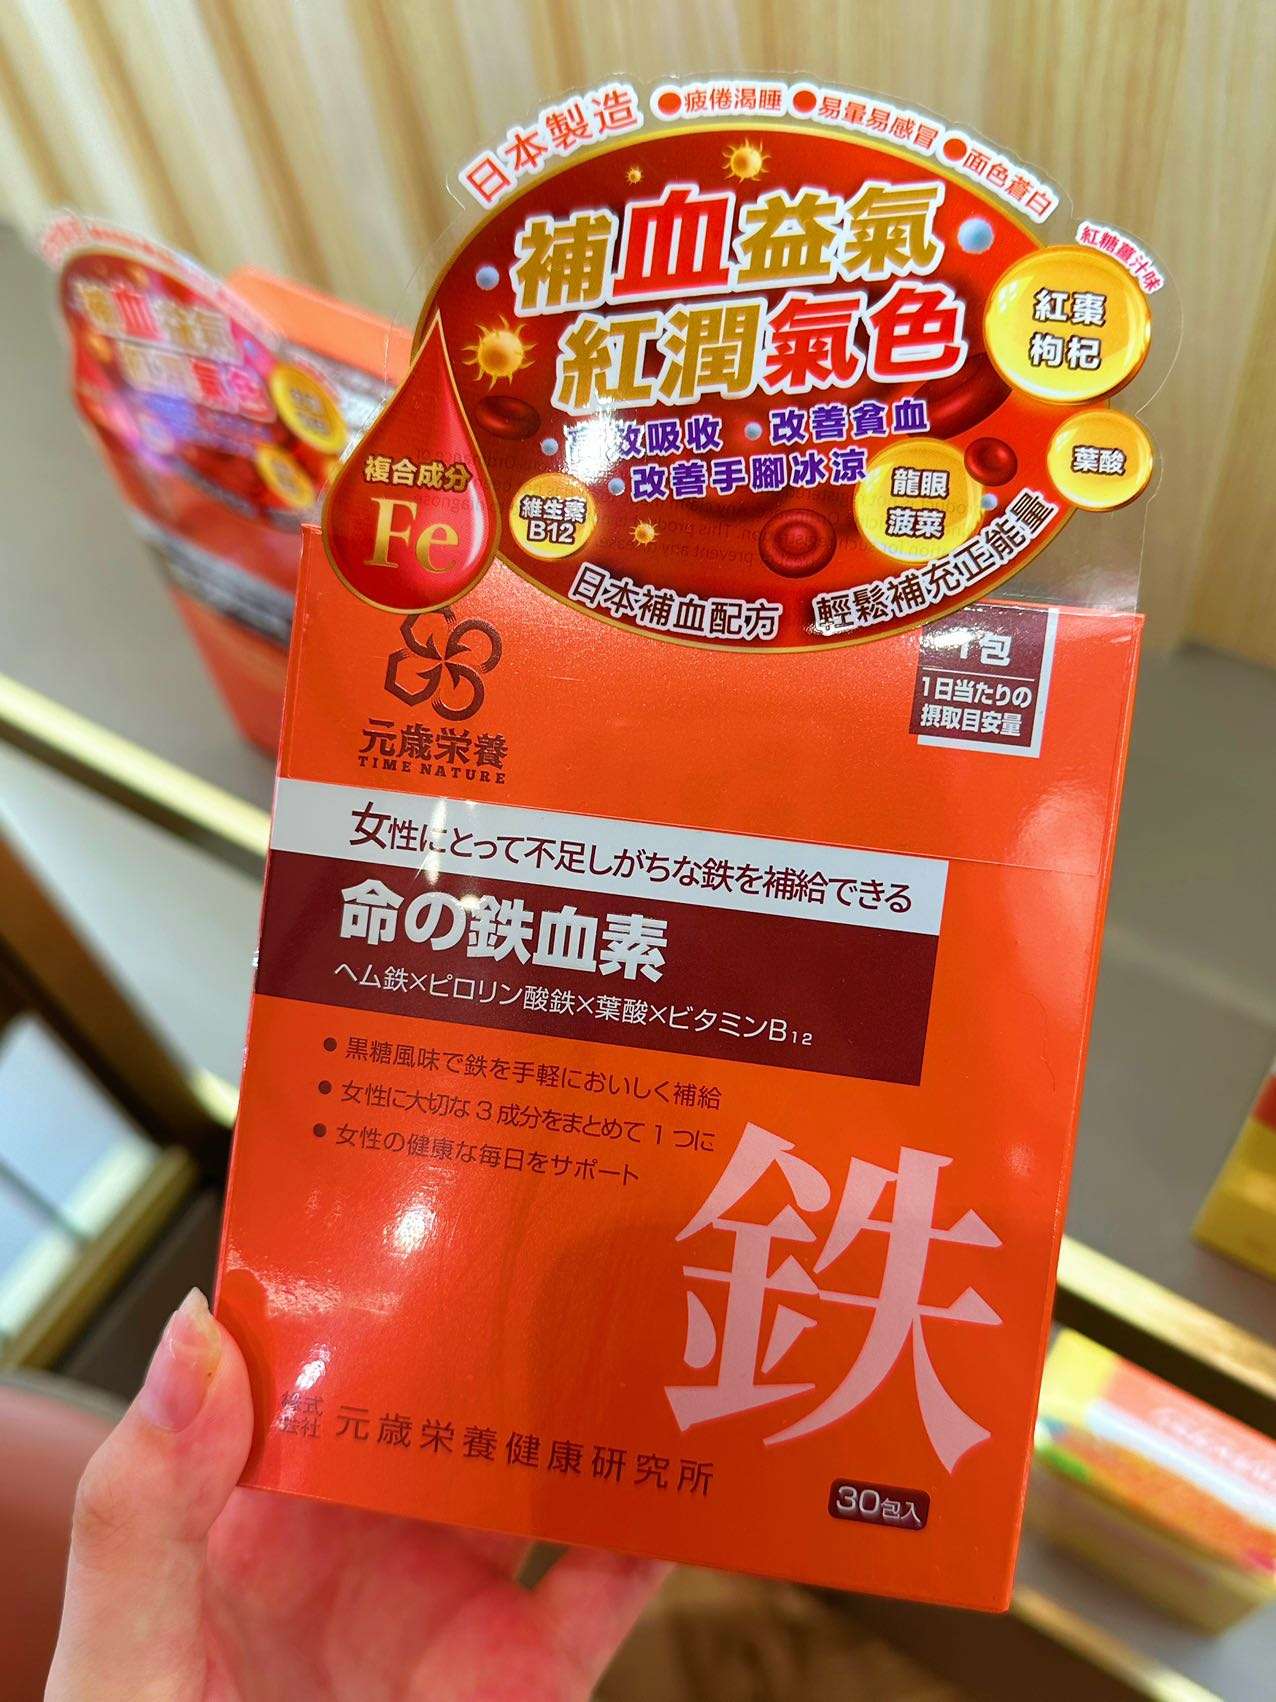 日本製造 ●疲倦渴睡 ●易暈易感冒 ●面色蒼白
補血益氣
紅潤氣色
紅糖薑汁味
紅棗
枸杞
效吸收 • 改善貧血
改善手腳冰涼
葉酸
龍眼
菠菜
複合成分
Fe
維生素
B12
日本補血配方 輕鬆補充正能量
元歳栄養
TIME NATURE
1包
1日当たりの
摂取目安量
女性にとって不足しがちな鉄を補給できる
命の鉄血素
ヘム鉄×ピロリン酸鉄×葉酸×ビタミンB12
● 黒糖風味で鉄を手軽においしく補給
● 女性に大切な3成分をまとめて1つに
● 女性の健康な毎日をサポート
鉄
株式
会社 元歳栄養健康研究所
30包入